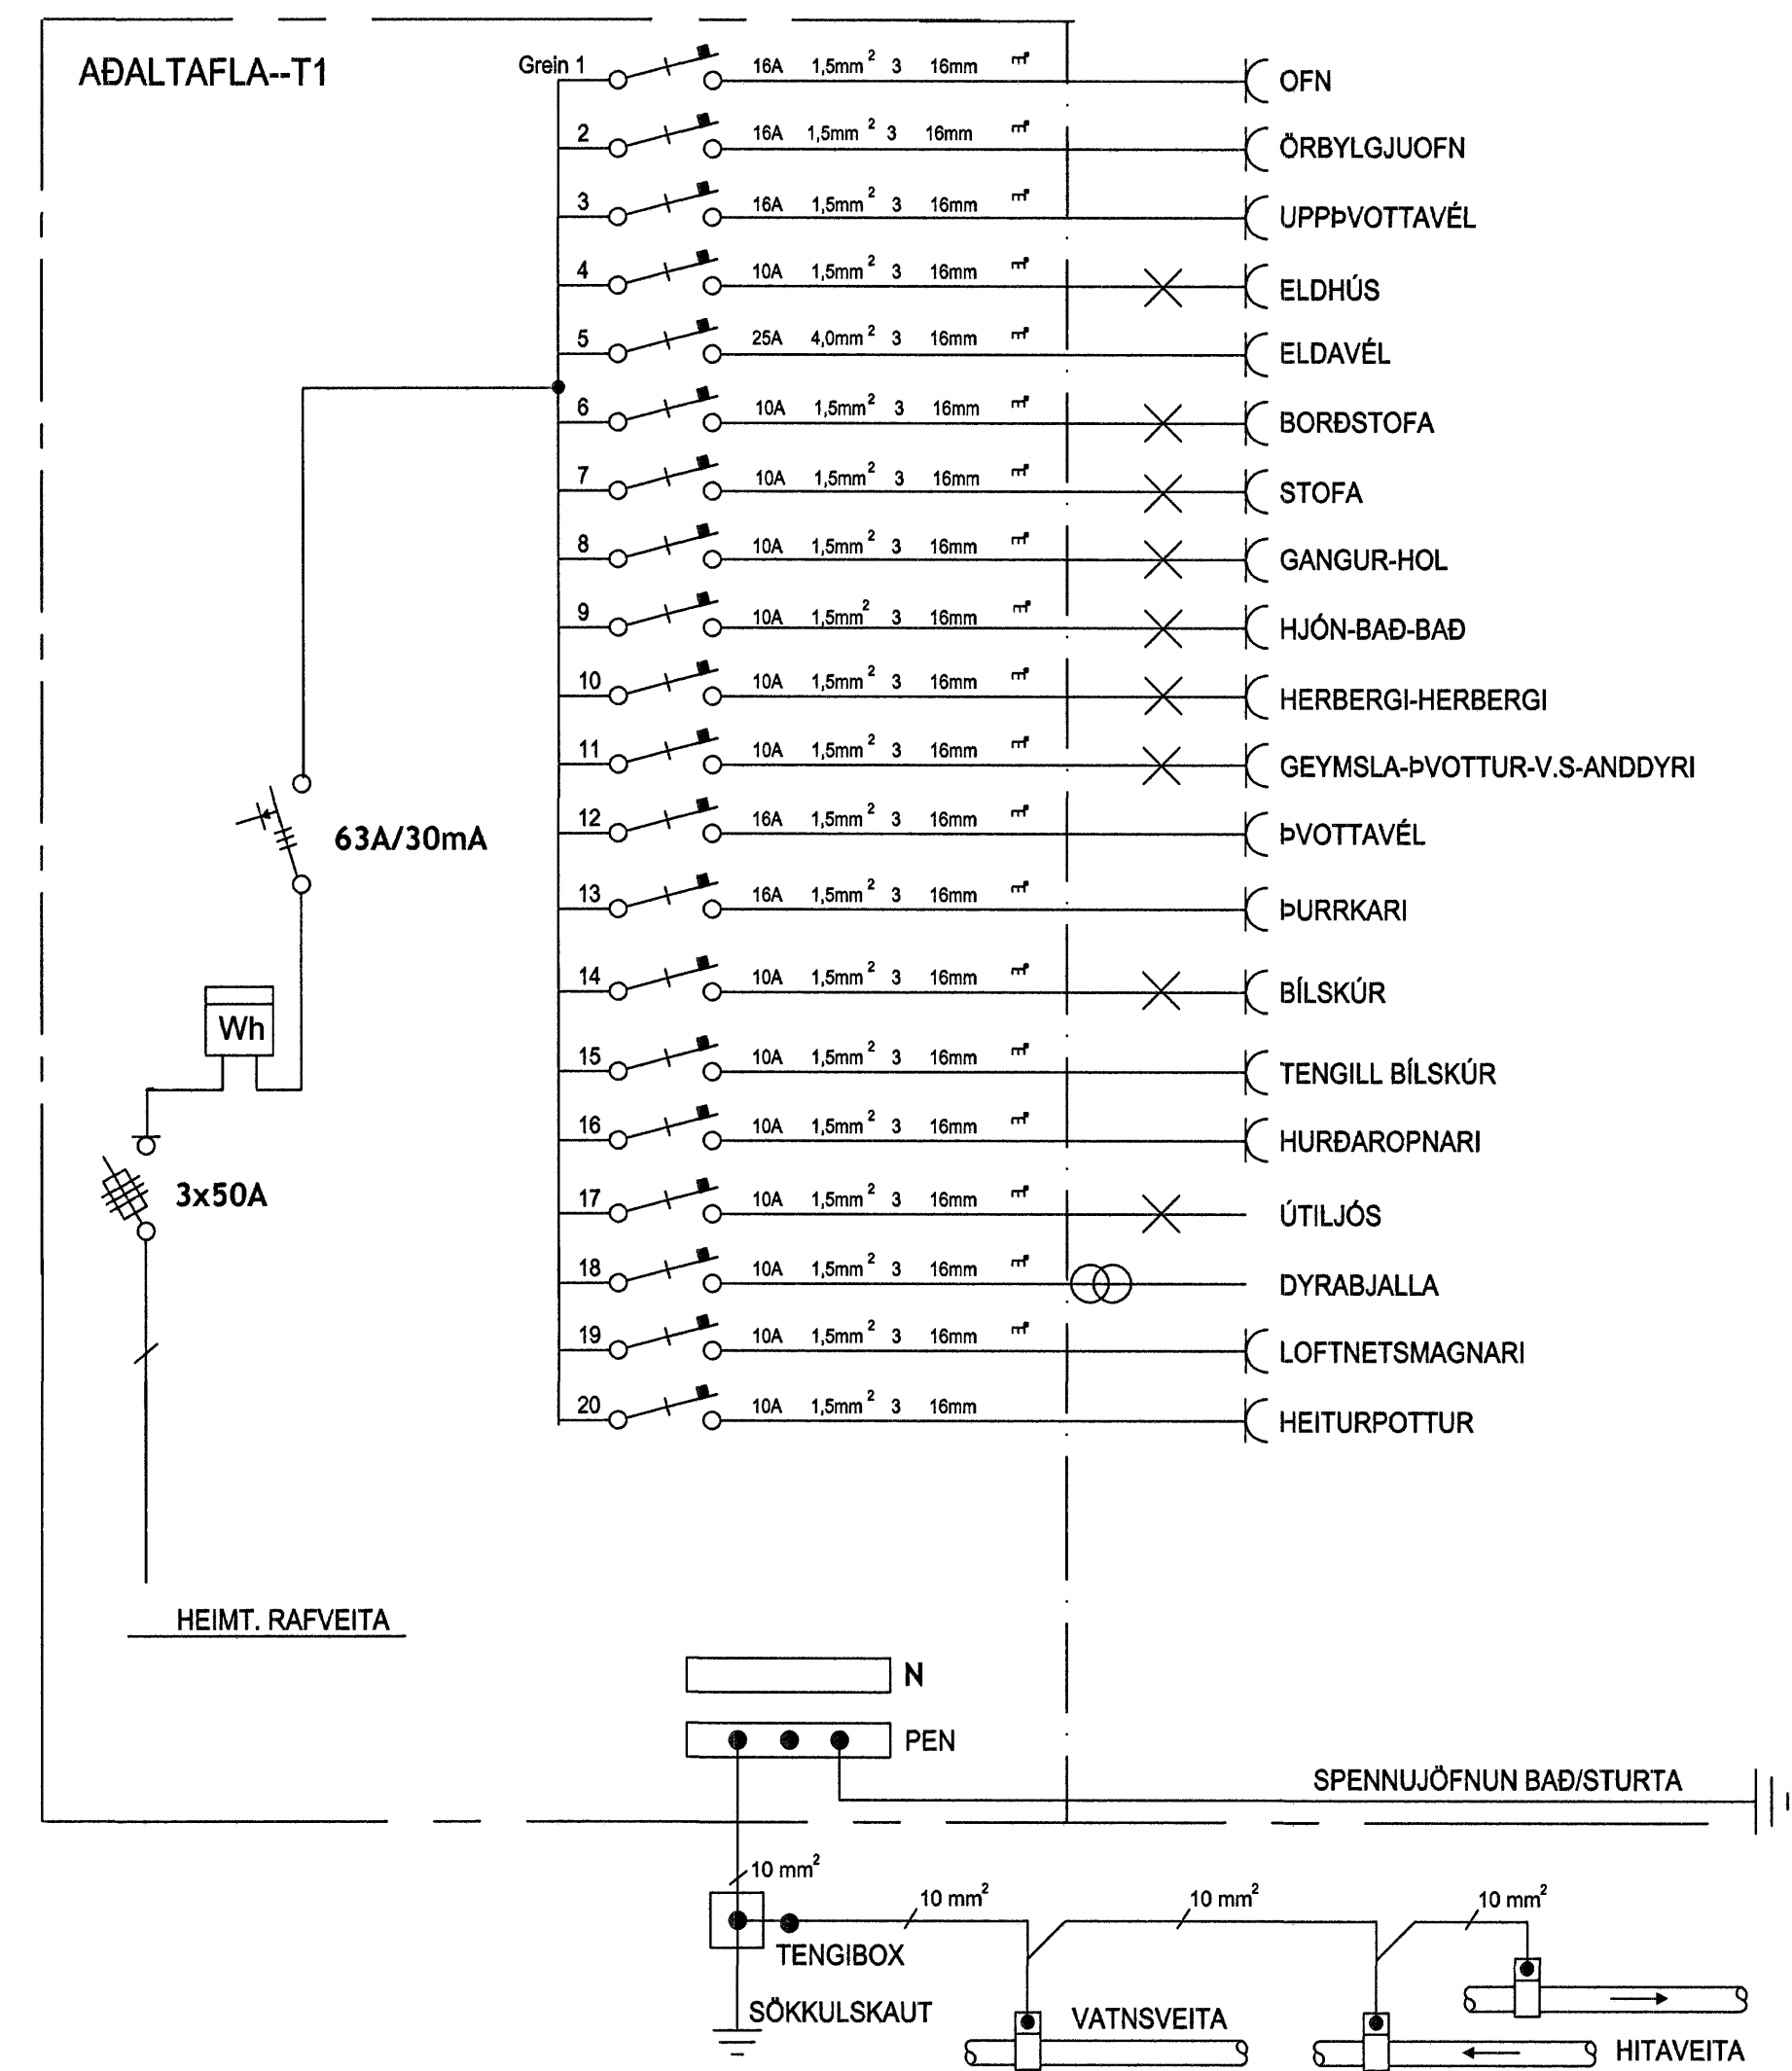 AÐALTAFLA--T1
Grein 1 16A 1,5mm² 3 16mm OFN
2 16A 1,5mm² 3 16mm ÖRBYLGJUOFN
3 16A 1,5mm² 3 16mm UPPÞVOTTAVÉL
4 10A 1,5mm² 3 16mm ELDHÚS
5 25A 4,0mm² 3 16mm ELDAVÉL
6 10A 1,5mm² 3 16mm BORÐSTOFA
7 10A 1,5mm² 3 16mm STOFA
8 10A 1,5mm² 3 16mm GANGUR-HOL
9 10A 1,5mm² 3 16mm HJÓN-BAÐ-BAÐ
10 10A 1,5mm² 3 16mm HERBERGI-HERBERGI
11 10A 1,5mm² 3 16mm GEYMSLA-ÞVOTTUR-V.S-ANDDYRI
12 16A 1,5mm² 3 16mm ÞVOTTAVÉL
63A/30mA
13 16A 1,5mm² 3 16mm ÞURRKARI
14 10A 1,5mm² 3 16mm BÍLSKÚR
Wh
15 10A 1,5mm² 3 16mm TENGILL BÍLSKÚR
16 10A 1,5mm² 3 16mm HURÐAROPNARI
3x50A
17 10A 1,5mm² 3 16mm ÚTILJÓS
18 10A 1,5mm² 3 16mm DYRABJALLA
19 10A 1,5mm² 3 16mm LOFTNETSMAGNARI
20 10A 1,5mm² 3 16mm HEITURPOTTUR
HEIMT. RAFVEITA
N
PEN
SPENNUJÖFNUN BAÐ/STURTA
10 mm²
10 mm² 10 mm² 10 mm²
TENGIBOX
SÖKKULSKAUT
VATNSVEITA
HITAVEITA